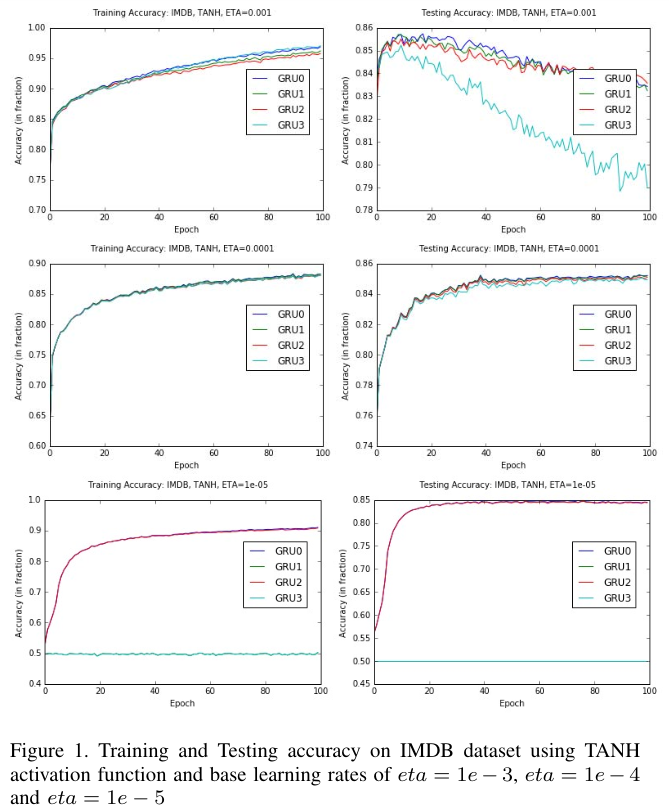 Training Accuracy: IMDB, TANH, ETA=0.001
Accuracy (in fraction)
1.00
0.95
0.90
0.85
0.80
0.75
0.70
0 20 40 60 80 100
Epoch
GRU0
GRU1
GRU2
GRU3
Testing Accuracy: IMDB, TANH, ETA=0.001
Accuracy (in fraction)
0.86
0.85
0.84
0.83
0.82
0.81
0.80
0.79
0.78
0 20 40 60 80 100
Epoch
GRU0
GRU1
GRU2
GRU3
Training Accuracy: IMDB, TANH, ETA=0.0001
Accuracy (in fraction)
0.90
0.85
0.80
0.75
0.70
0.65
0.60
0 20 40 60 80 100
Epoch
GRU0
GRU1
GRU2
GRU3
Testing Accuracy: IMDB, TANH, ETA=0.0001
Accuracy (in fraction)
0.86
0.84
0.82
0.80
0.78
0.76
0.74
0 20 40 60 80 100
Epoch
GRU0
GRU1
GRU2
GRU3
Training Accuracy: IMDB, TANH, ETA=1e-05
Accuracy (in fraction)
1.0
0.9
0.8
0.7
0.6
0.5
0.4
0 20 40 60 80 100
Epoch
GRU0
GRU1
GRU2
GRU3
Testing Accuracy: IMDB, TANH, ETA=1e-05
Accuracy (in fraction)
0.85
0.80
0.75
0.70
0.65
0.60
0.55
0.50
0.45
0 20 40 60 80 100
Epoch
GRU0
GRU1
GRU2
GRU3
Figure 1. Training and Testing accuracy on IMDB dataset using TANH
activation function and base learning rates of eta = 1e − 3, eta = 1e − 4
and eta = 1e − 5